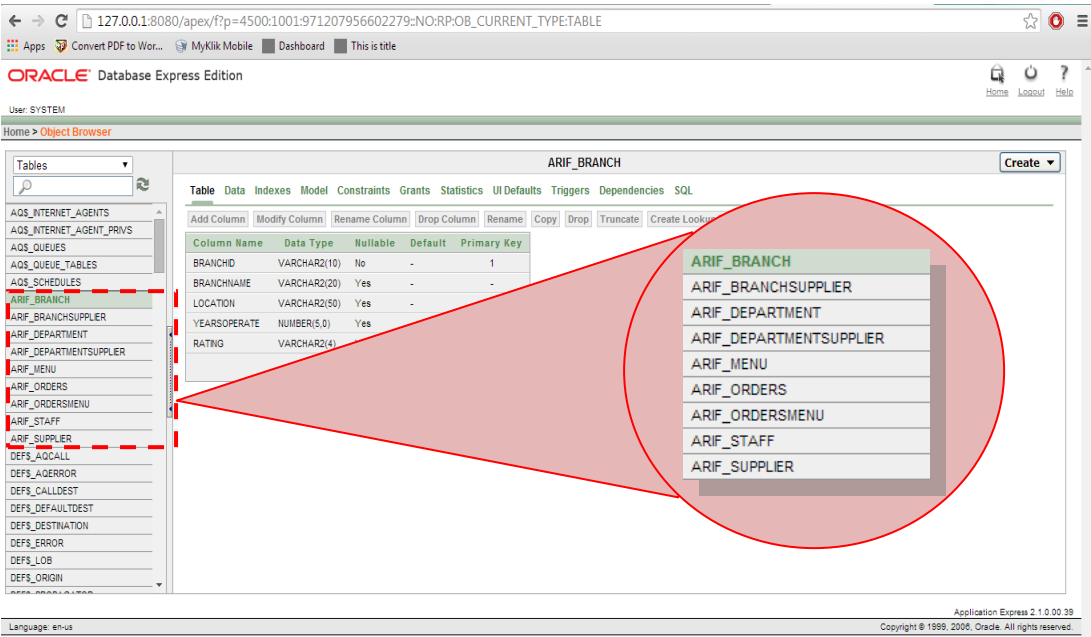 127.0.0.1:8080/apex/f?p=4500:1001:971207956602279::NO:RP:OB_CURRENT_TYPE:TABLE
Apps Convert PDF to Wor... MyKlik Mobile Dashboard This is title
ORACLE Database Express Edition
Home Logout Help
User: SYSTEM
Home > Object Browser
Tables
ARIF_BRANCH
Create
Table Data Indexes Model Constraints Grants Statistics UI Defaults Triggers Dependencies SQL
Add Column Modify Column Rename Column Drop Column Rename Copy Drop Truncate Create Lookup
Column Name Data Type Nullable Default Primary Key
BRANCHID VARCHAR2(10) No - 1
BRANCHNAME VARCHAR2(20) Yes - -
LOCATION VARCHAR2(50) Yes -
YEARSOPERATE NUMBER(5,0) Yes
RATING VARCHAR2(4)
AQ$_INTERNET_AGENTS
AQ$_INTERNET_AGENT_PRIVS
AQ$_QUEUES
AQ$_QUEUE_TABLES
AQ$_SCHEDULES
ARIF_BRANCH
ARIF_BRANCHSUPPLIER
ARIF_DEPARTMENT
ARIF_DEPARTMENTSUPPLIER
ARIF_MENU
ARIF_ORDERS
ARIF_ORDERSMENU
ARIF_STAFF
ARIF_SUPPLIER
DEF$_AQCALL
DEF$_AQERROR
DEF$_CALLDEST
DEF$_DEFAULTDEST
DEF$_DESTINATION
DEF$_ERROR
DEF$_LOB
DEF$_ORIGIN
ARIF_BRANCH
ARIF_BRANCHSUPPLIER
ARIF_DEPARTMENT
ARIF_DEPARTMENTSUPPLIER
ARIF_MENU
ARIF_ORDERS
ARIF_ORDERSMENU
ARIF_STAFF
ARIF_SUPPLIER
Application Express 2.1.0.00.39
Language: en-us
Copyright © 1999, 2006, Oracle. All rights reserved.